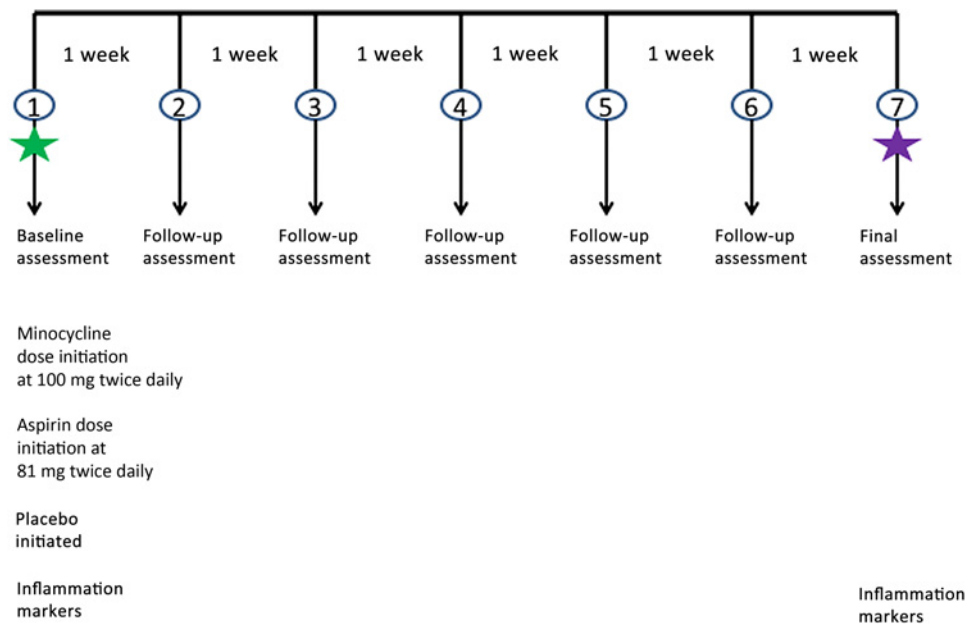 1 week 1 week 1 week 1 week 1 week 1 week
1 2 3 4 5 6 7
Baseline
assessment
Follow-up
assessment
Follow-up
assessment
Follow-up
assessment
Follow-up
assessment
Follow-up
assessment
Final
assessment
Minocycline
dose initiation
at 100 mg twice daily
Aspirin dose
initiation at
81 mg twice daily
Placebo
initiated
Inflammation
markers
Inflammation
markers